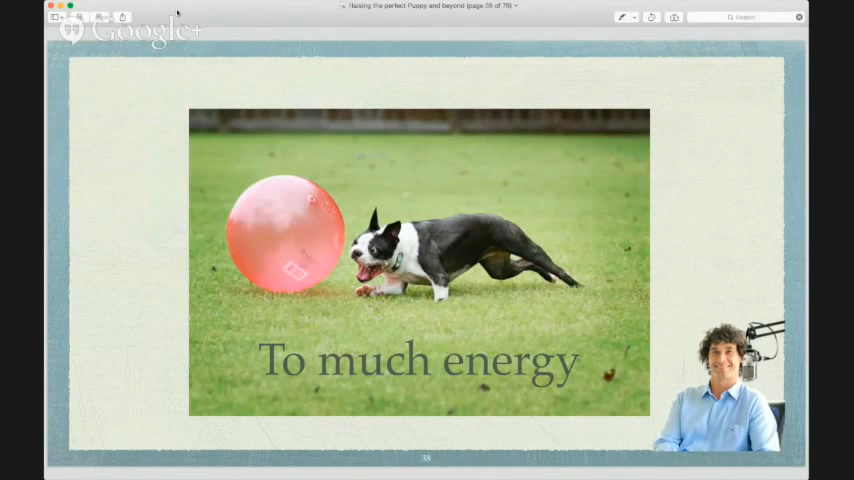 Raising the perfect Puppy and beyond (page 38 of 76)
Google+
Search
To much energy
38